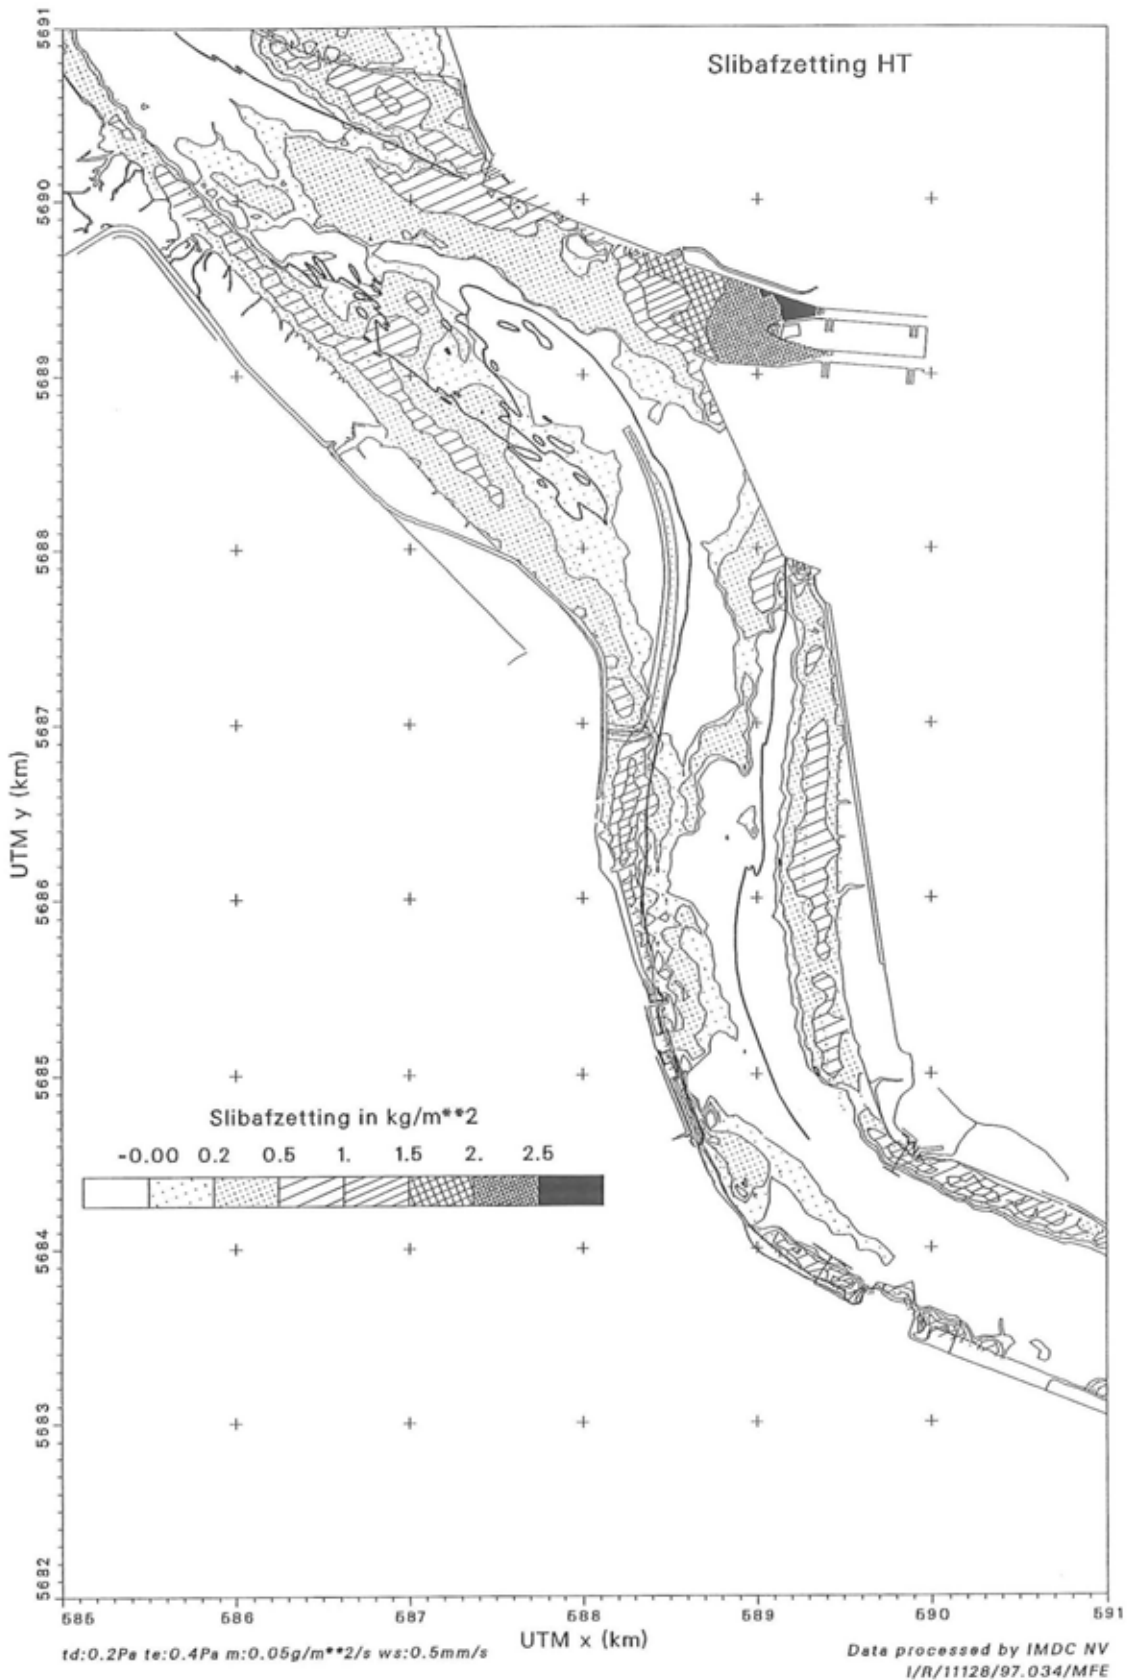 Slibafzetting HT
5691
5690
5689
5688
5687
5686
5685
5684
5683
5682
UTM y (km)
Slibafzetting in kg/m**2
-0.00 0.2 0.5 1. 1.5 2. 2.5
585 586 587 588 589 590 591
UTM x (km)
td:0.2Pa te:0.4Pa m:0.05g/m**2/s ws:0.5mm/s
Data processed by IMDC NV
I/R/11128/97.034/MFE